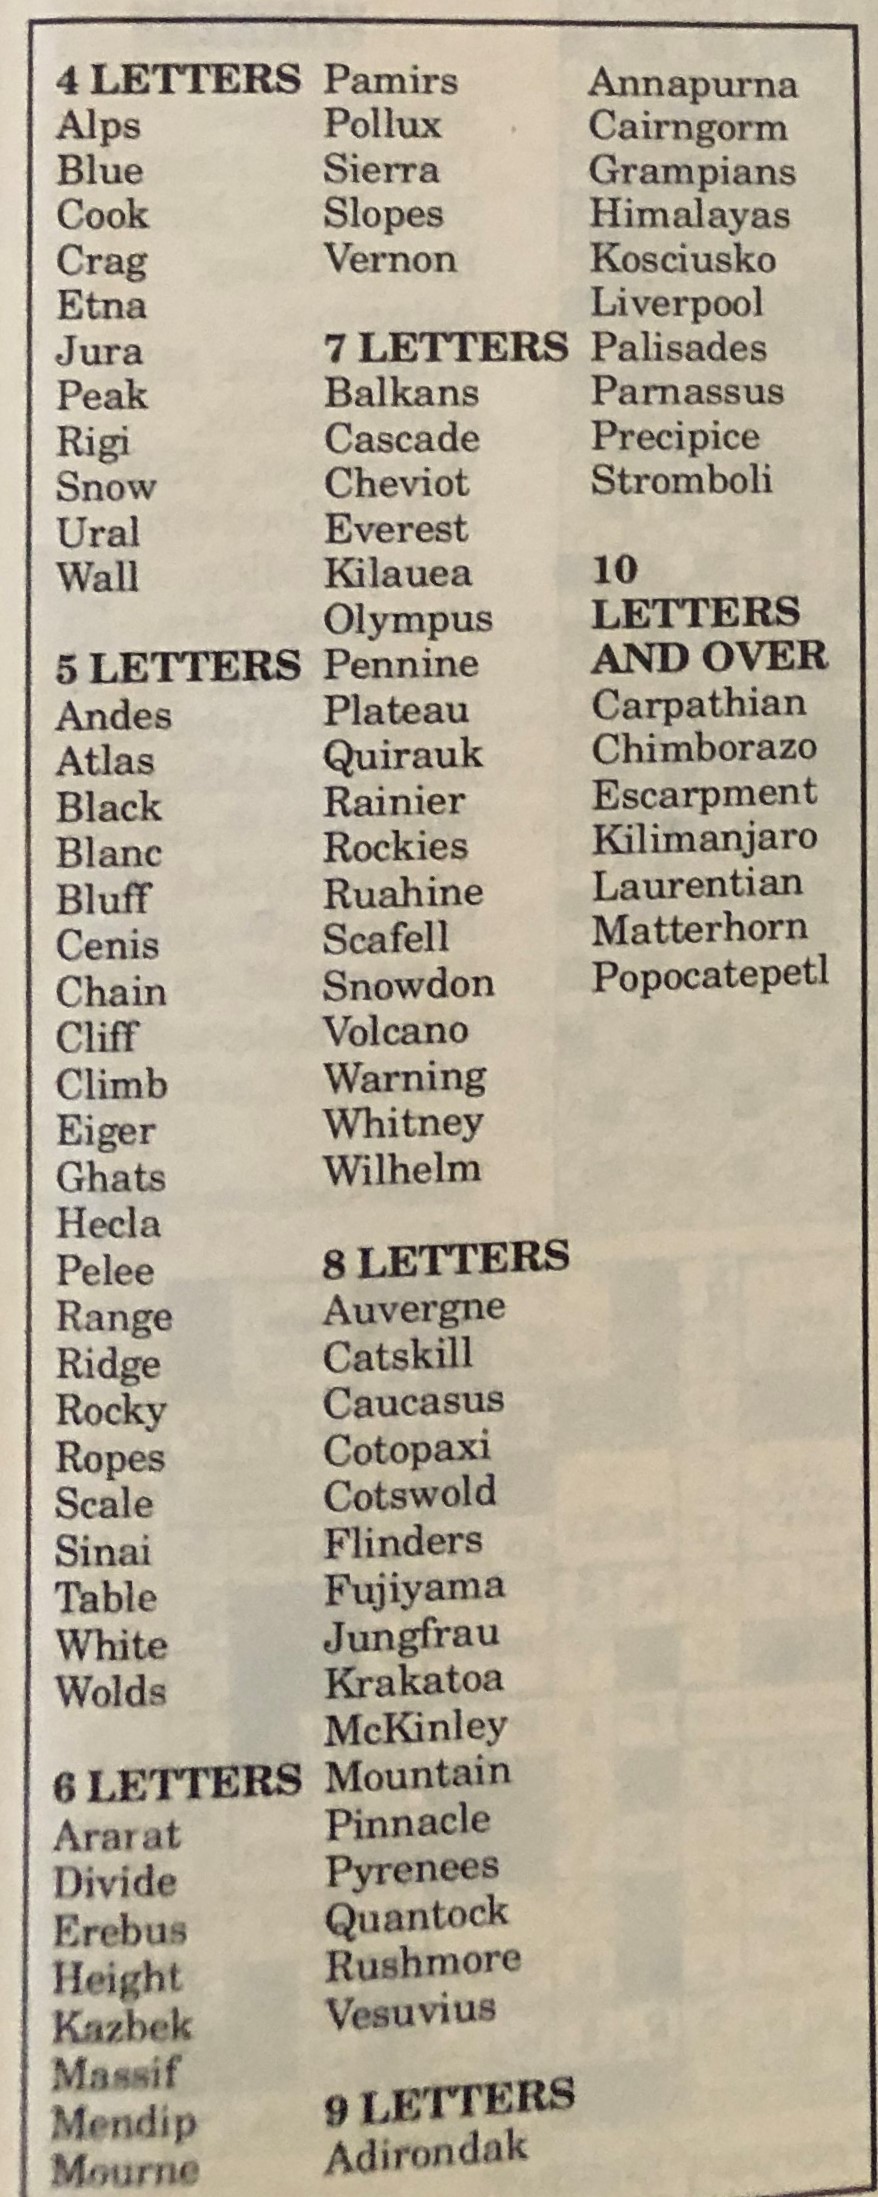 4 LETTERS
Alps
Blue
Cook
Crag
Etna
Jura
Peak
Rigi
Snow
Ural
Wall
5 LETTERS
Andes
Atlas
Black
Blanc
Bluff
Cenis
Chain
Cliff
Climb
Eiger
Ghats
Hecla
Pelee
Range
Ridge
Rocky
Ropes
Scale
Sinai
Table
White
Wolds
6 LETTERS
Ararat
Divide
Erebus
Height
Kazbek
Massif
Mendip
Mourne
Pamirs
Pollux
Sierra
Slopes
Vernon
7 LETTERS
Balkans
Cascade
Cheviot
Everest
Kilauea
Olympus
Pennine
Plateau
Quirauk
Rainier
Rockies
Ruahine
Scafell
Snowdon
Volcano
Warning
Whitney
Wilhelm
8 LETTERS
Auvergne
Catskill
Caucasus
Cotopaxi
Cotswold
Flinders
Fujiyama
Jungfrau
Krakatoa
McKinley
Mountain
Pinnacle
Pyrenees
Quantock
Rushmore
Vesuvius
9 LETTERS
Adirondak
Annapurna
Cairngorm
Grampians
Himalayas
Kosciusko
Liverpool
Palisades
Parnassus
Precipice
Stromboli
10
LETTERS
AND OVER
Carpathian
Chimborazo
Escarpment
Kilimanjaro
Laurentian
Matterhorn
Popocatepetl